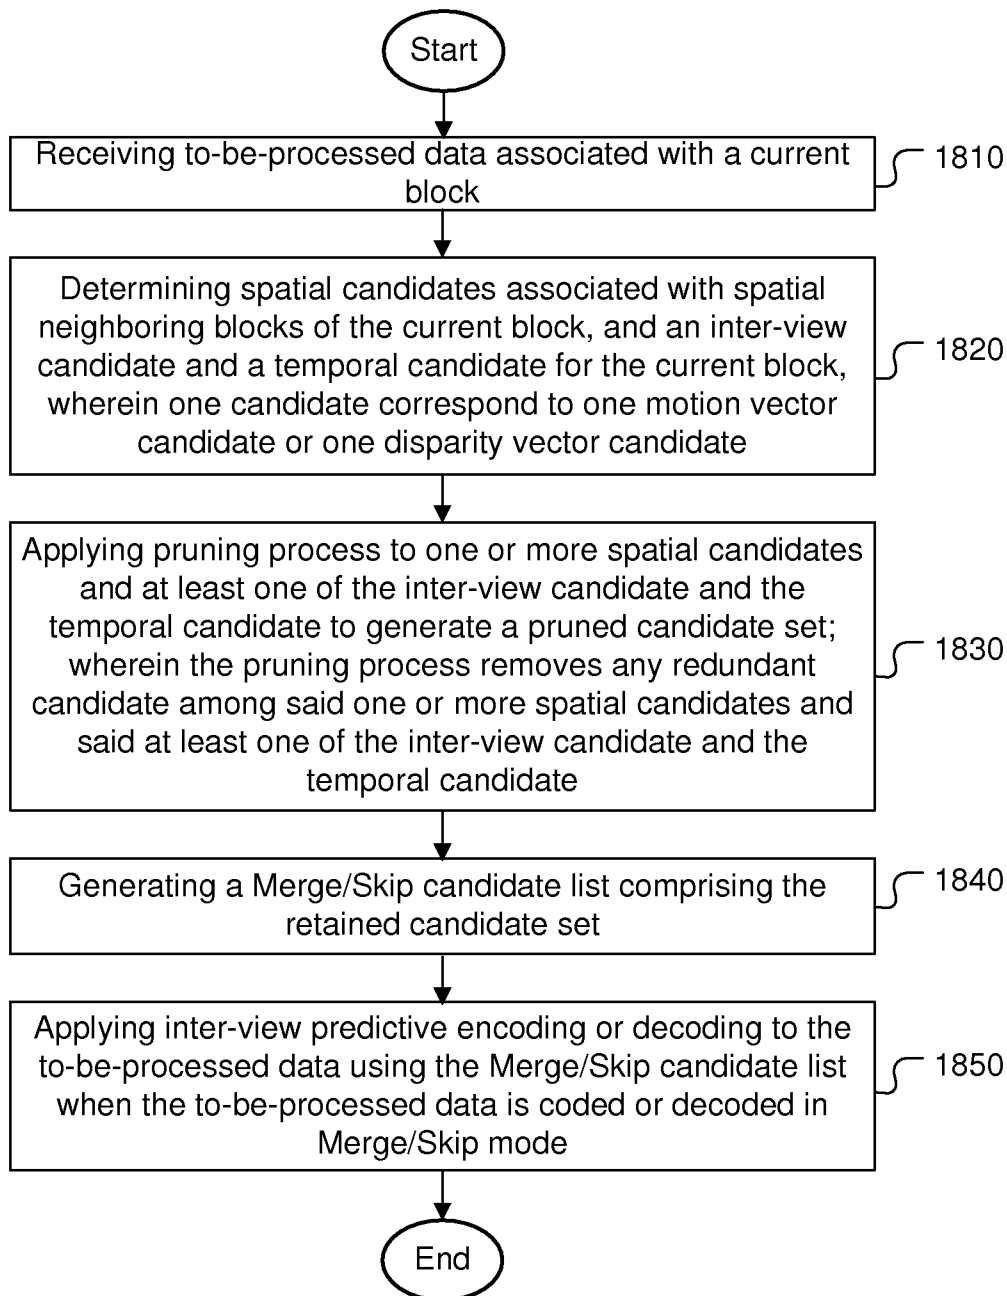 Start
Receiving to-be-processed data associated with a current
block
1810
Determining spatial candidates associated with spatial
neighboring blocks of the current block, and an inter-view
candidate and a temporal candidate for the current block,
wherein one candidate correspond to one motion vector
candidate or one disparity vector candidate
1820
Applying pruning process to one or more spatial candidates
and at least one of the inter-view candidate and the
temporal candidate to generate a pruned candidate set;
wherein the pruning process removes any redundant
candidate among said one or more spatial candidates and
said at least one of the inter-view candidate and the
temporal candidate
1830
Generating a Merge/Skip candidate list comprising the
retained candidate set
1840
Applying inter-view predictive encoding or decoding to the
to-be-processed data using the Merge/Skip candidate list
when the to-be-processed data is coded or decoded in
Merge/Skip mode
1850
End